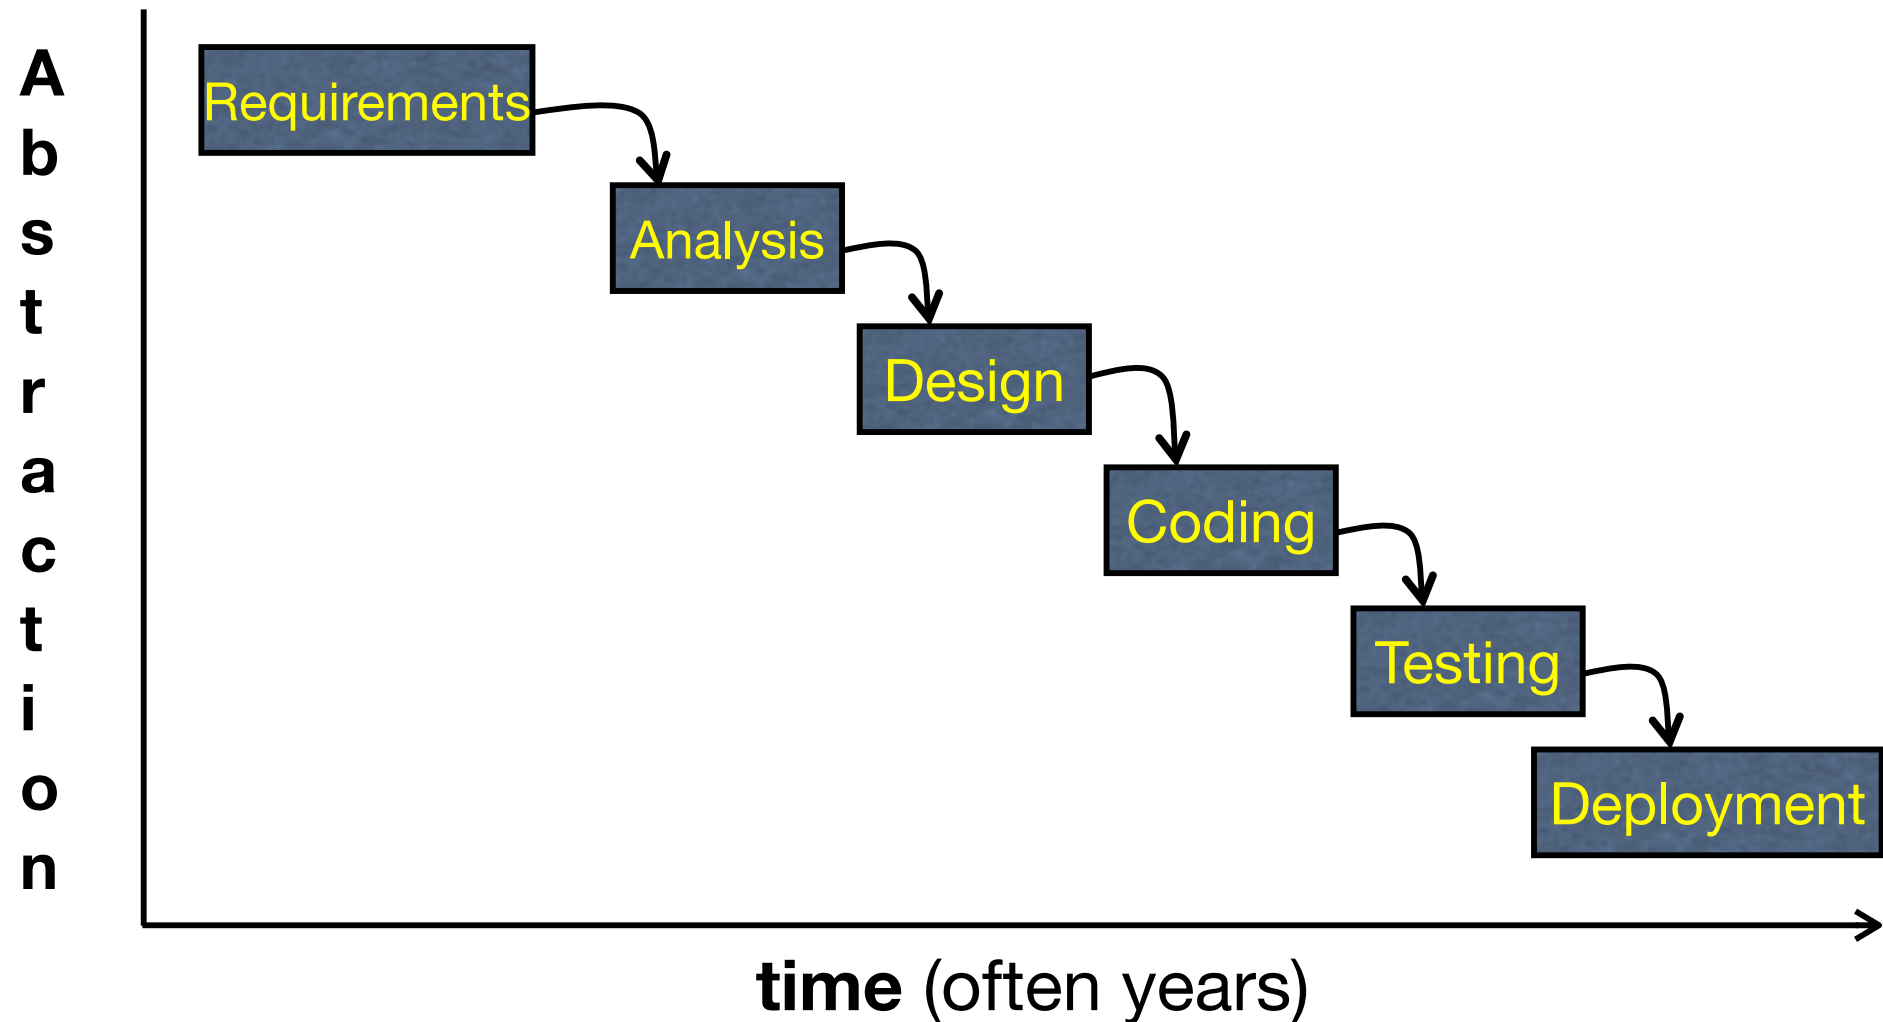 Abstraction
Requirements
Analysis
Design
Coding
Testing
Deployment
time (often years)